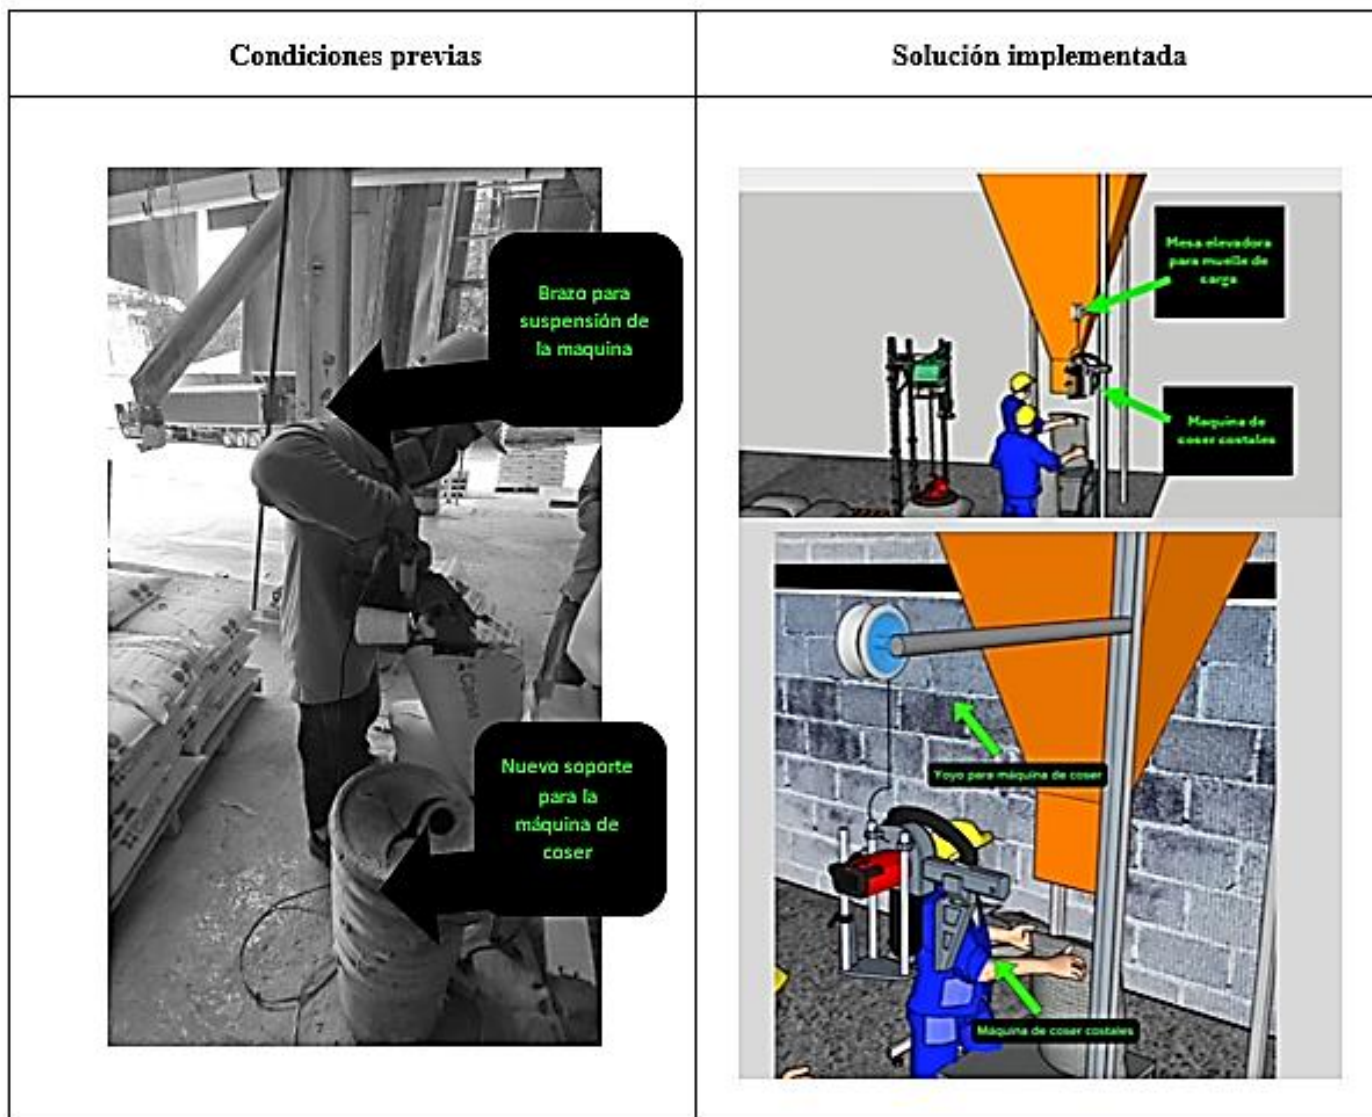 Condiciones previas
Solución implementada
Brazo para
suspensión de
la maquina
Nuevo soporte
para la
máquina de
coser
Mesa elevadora
para muelle de
carga
Maquina de
coser costales
Yoyo para máquina de coser
Máquina de coser costales